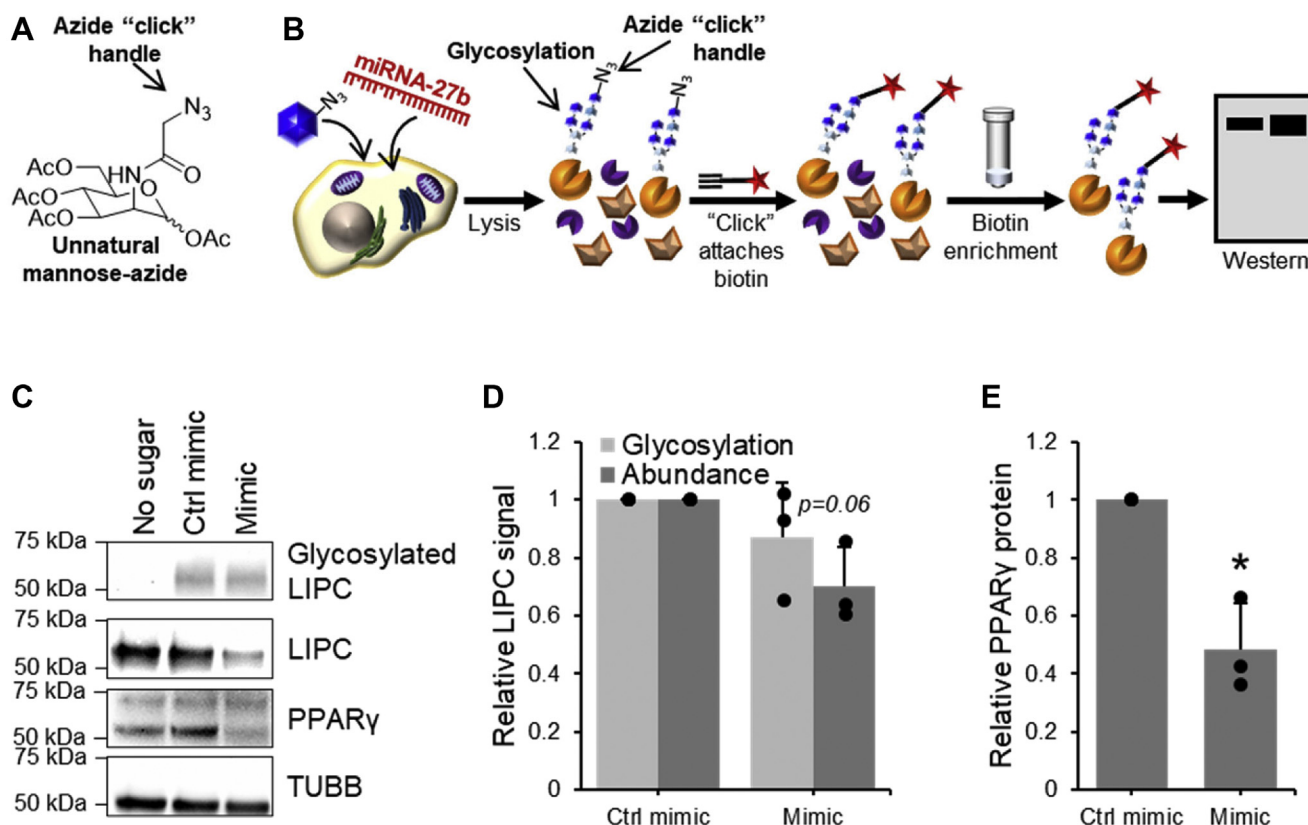 A
Azide “click”
handle
N3
O
HN
AcO
O
AcO
AcO
OAc
Unnatural
mannose-azide
B
Azide “click”
handle
Glycosylation
miRNA-27b
N3
N3
N3
Lysis
“Click”
attaches
biotin
Biotin
enrichment
Western
C
No sugar
Ctrl mimic
Mimic
75 kDa
50 kDa
Glycosylated
LIPC
75 kDa
50 kDa
LIPC
75 kDa
50 kDa
PPARγ
75 kDa
50 kDa
TUBB
D
Relative LIPC signal
1.2
1
0.8
0.6
0.4
0.2
0
Glycosylation
Abundance
p=0.06
Ctrl mimic
Mimic
E
Relative PPARγ protein
1.2
1
0.8
0.6
0.4
0.2
0
*
Ctrl mimic
Mimic